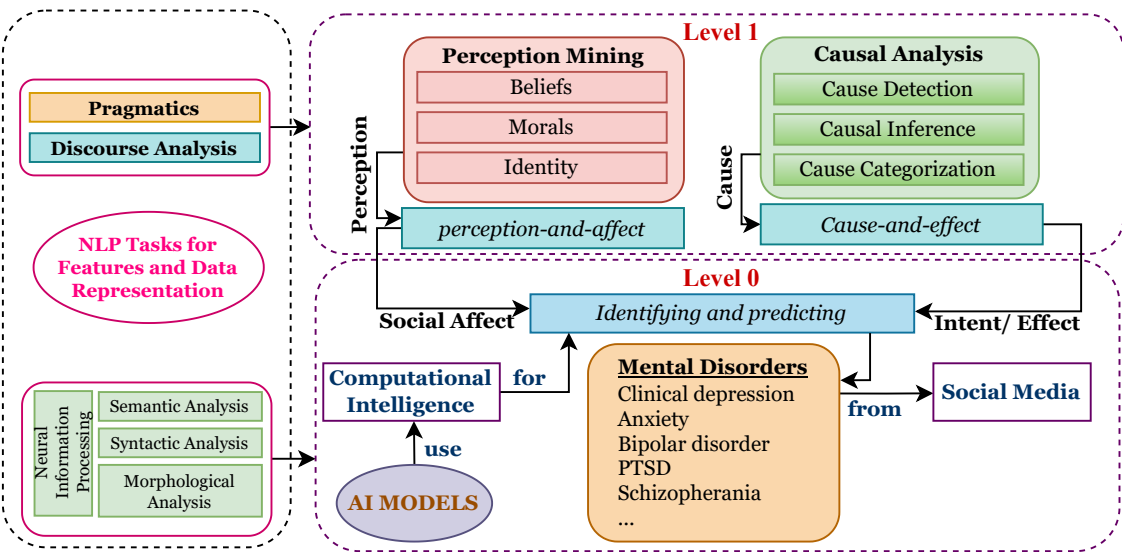 Pragmatics
Discourse Analysis
NLP Tasks for
Features and Data
Representation
Neural
Information
Processing
Semantic Analysis
Syntactic Analysis
Morphological
Analysis
Level 1
Perception Mining
Beliefs
Morals
Identity
Perception
perception-and-affect
Causal Analysis
Cause Detection
Causal Inference
Cause Categorization
Cause
Cause-and-effect
Level 0
Social Affect
Identifying and predicting
Intent/ Effect
Computational
Intelligence
for
use
AI MODELS
Mental Disorders
Clinical depression
Anxiety
Bipolar disorder
PTSD
Schizopherania
...
from
Social Media